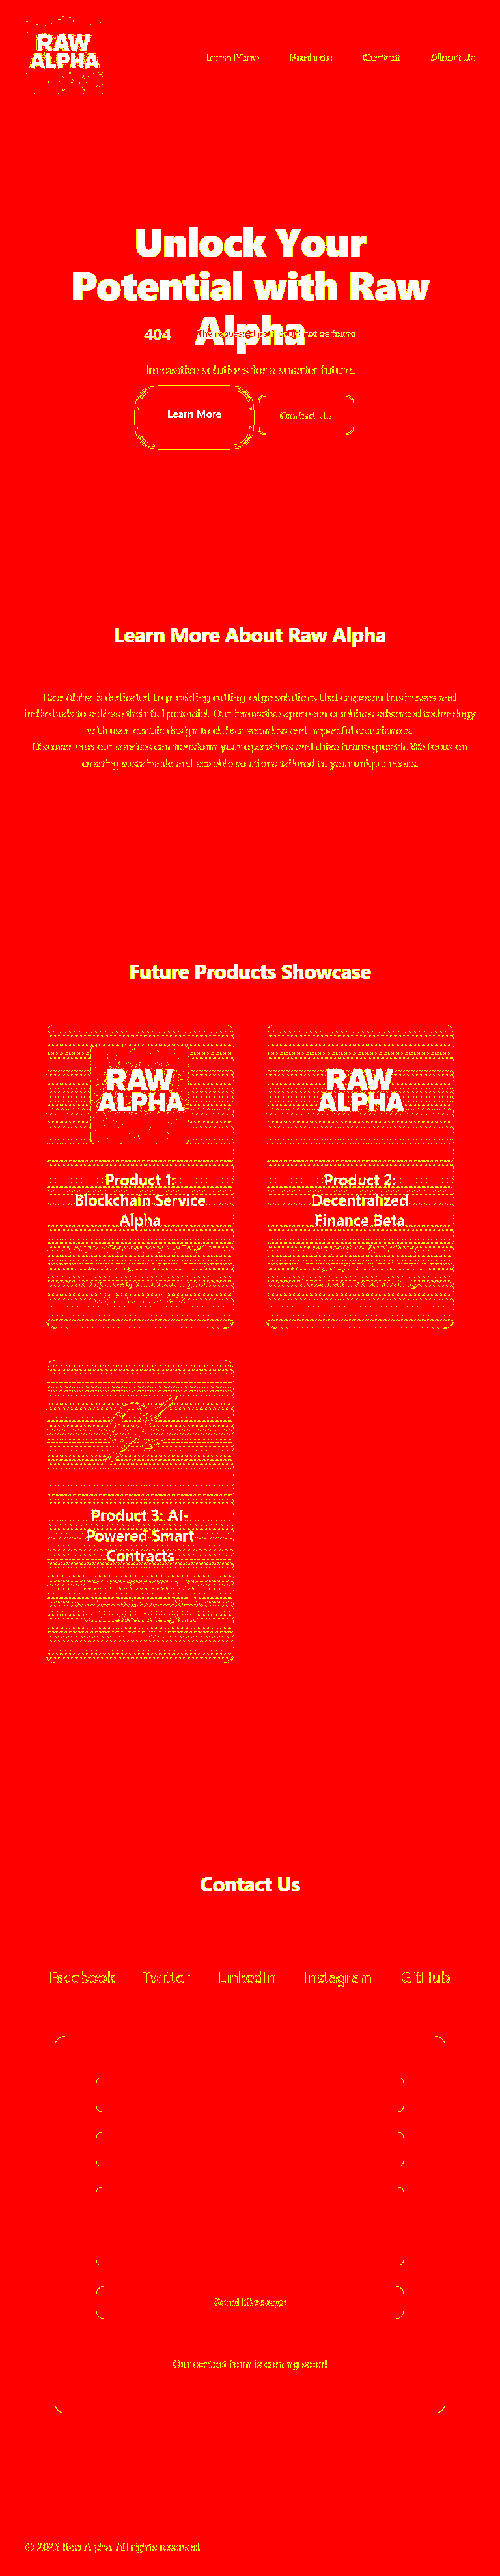 RAW
ALPHA
Learn More Products Contact About Us
Unlock Your
Potential with Raw
Alpha
404 The requested path could not be found
Innovative solutions for a smarter future.
Learn More Contact Us
Learn More About Raw Alpha
Raw Alpha is dedicated to providing cutting-edge solutions that empower businesses and
individuals to achieve their full potential. Our innovative approach combines advanced technology
with user-centric design to deliver seamless and impactful experiences.
Discover how our services can transform your operations and drive future growth. We focus on
creating sustainable and scalable solutions tailored to your unique needs.
Future Products Showcase
RAW
ALPHA
Product 1:
Blockchain Service
Alpha
RAW
ALPHA
Product 2:
Decentralized
Finance Beta
Product 3: AI-
Powered Smart
Contracts
Contact Us
Facebook Twitter LinkedIn Instagram GitHub
Send Message
Our contact form is coming soon!
© 2025 Raw Alpha. All rights reserved.